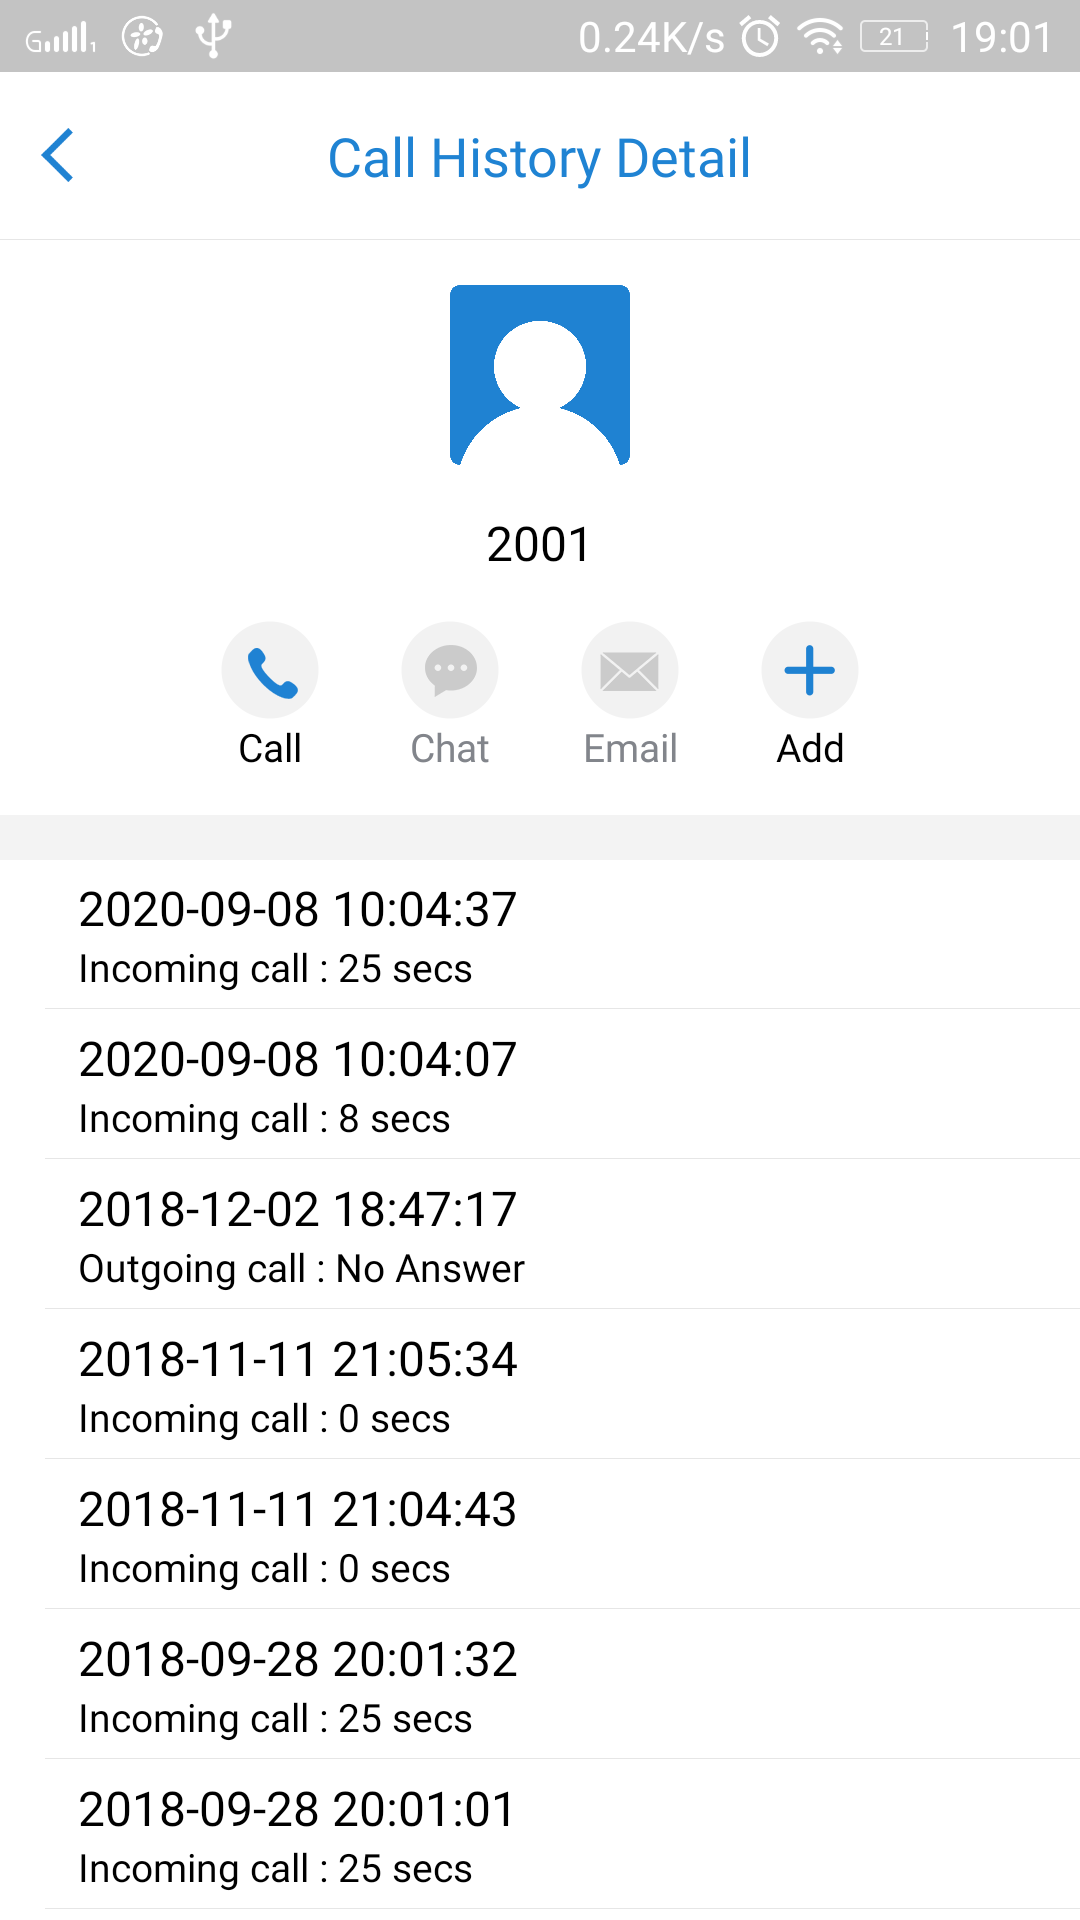 G 1 0.24K/s 21 19:01
Call History Detail
2001
Call Chat Email Add
2020-09-08 10:04:37
Incoming call : 25 secs
2020-09-08 10:04:07
Incoming call : 8 secs
2018-12-02 18:47:17
Outgoing call : No Answer
2018-11-11 21:05:34
Incoming call : 0 secs
2018-11-11 21:04:43
Incoming call : 0 secs
2018-09-28 20:01:32
Incoming call : 25 secs
2018-09-28 20:01:01
Incoming call : 25 secs